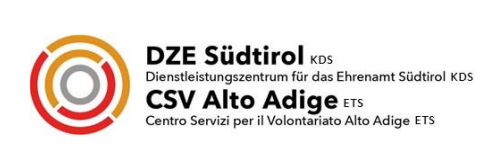 DZE Südtirol KDS
Dienstleistungszentrum für das Ehrenamt Südtirol KDS
CSV Alto Adige ETS
Centro Servizi per il Volontariato Alto Adige ETS